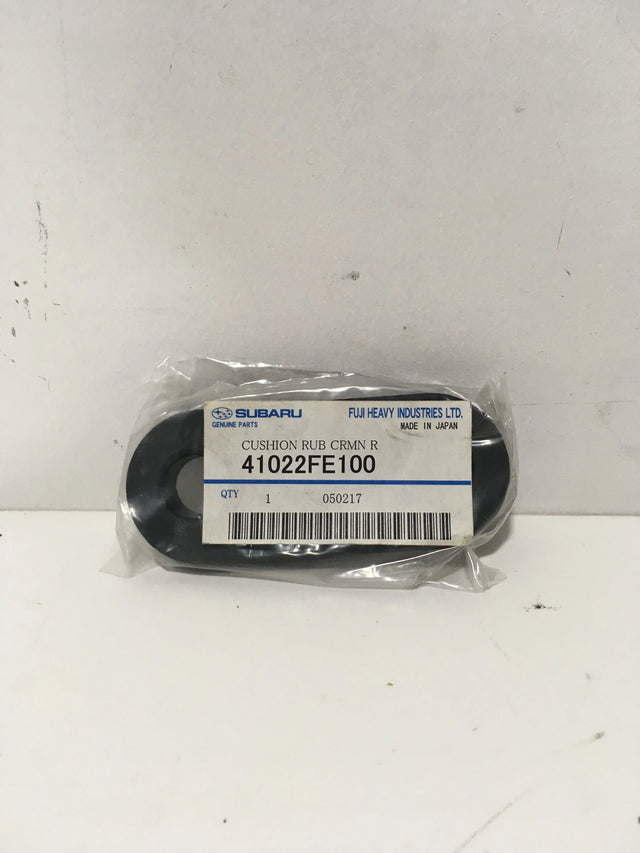 SUBARU FUJI HEAVY INDUSTRIES LTD.
GENUINE PARTS MADE IN JAPAN
CUSHION RUB CRMN R
41022FE100
QTY 1 050217